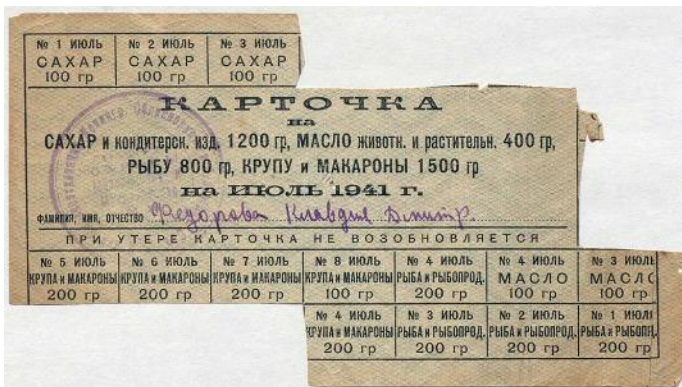 № 1 ИЮЛЬ № 2 ИЮЛЬ № 3 ИЮЛЬ
САХАР САХАР САХАР
100 гр 100 гр 100 гр
КАРТОЧКА
на
САХАР и кондитерск. изд. 1200 гр, МАСЛО животн. и растительн. 400 гр,
РЫБУ 800 гр, КРУПУ и МАКАРОНЫ 1500 гр
на ИЮЛЬ 1941 г.
ФАМИЛИЯ, ИМЯ, ОТЧЕСТВО Федорова Клавдия Дмитр.
ПРИ УТЕРЕ КАРТОЧКА НЕ ВОЗОБНОВЛЯЕТСЯ
№ 5 ИЮЛЬ № 6 ИЮЛЬ № 7 ИЮЛЬ № 8 ИЮЛЬ № 4 ИЮЛЬ № 4 ИЮЛЬ № 3 ИЮЛЬ
КРУПА и МАКАРОНЫ КРУПА и МАКАРОНЫ КРУПА и МАКАРОНЫ КРУПА и МАКАРОНЫ РЫБА и РЫБОПРОД. МАСЛО МАСЛО
200 гр 200 гр 200 гр 100 гр 200 гр 100 гр 100 гр
№ 4 ИЮЛЬ № 3 ИЮЛЬ № 2 ИЮЛЬ № 1 ИЮЛЬ
КРУПА и МАКАРОНЫ РЫБА и РЫБОПРОД. РЫБА и РЫБОПРОД. РЫБА и РЫБОПР
200 гр 200 гр 200 гр 200 гр